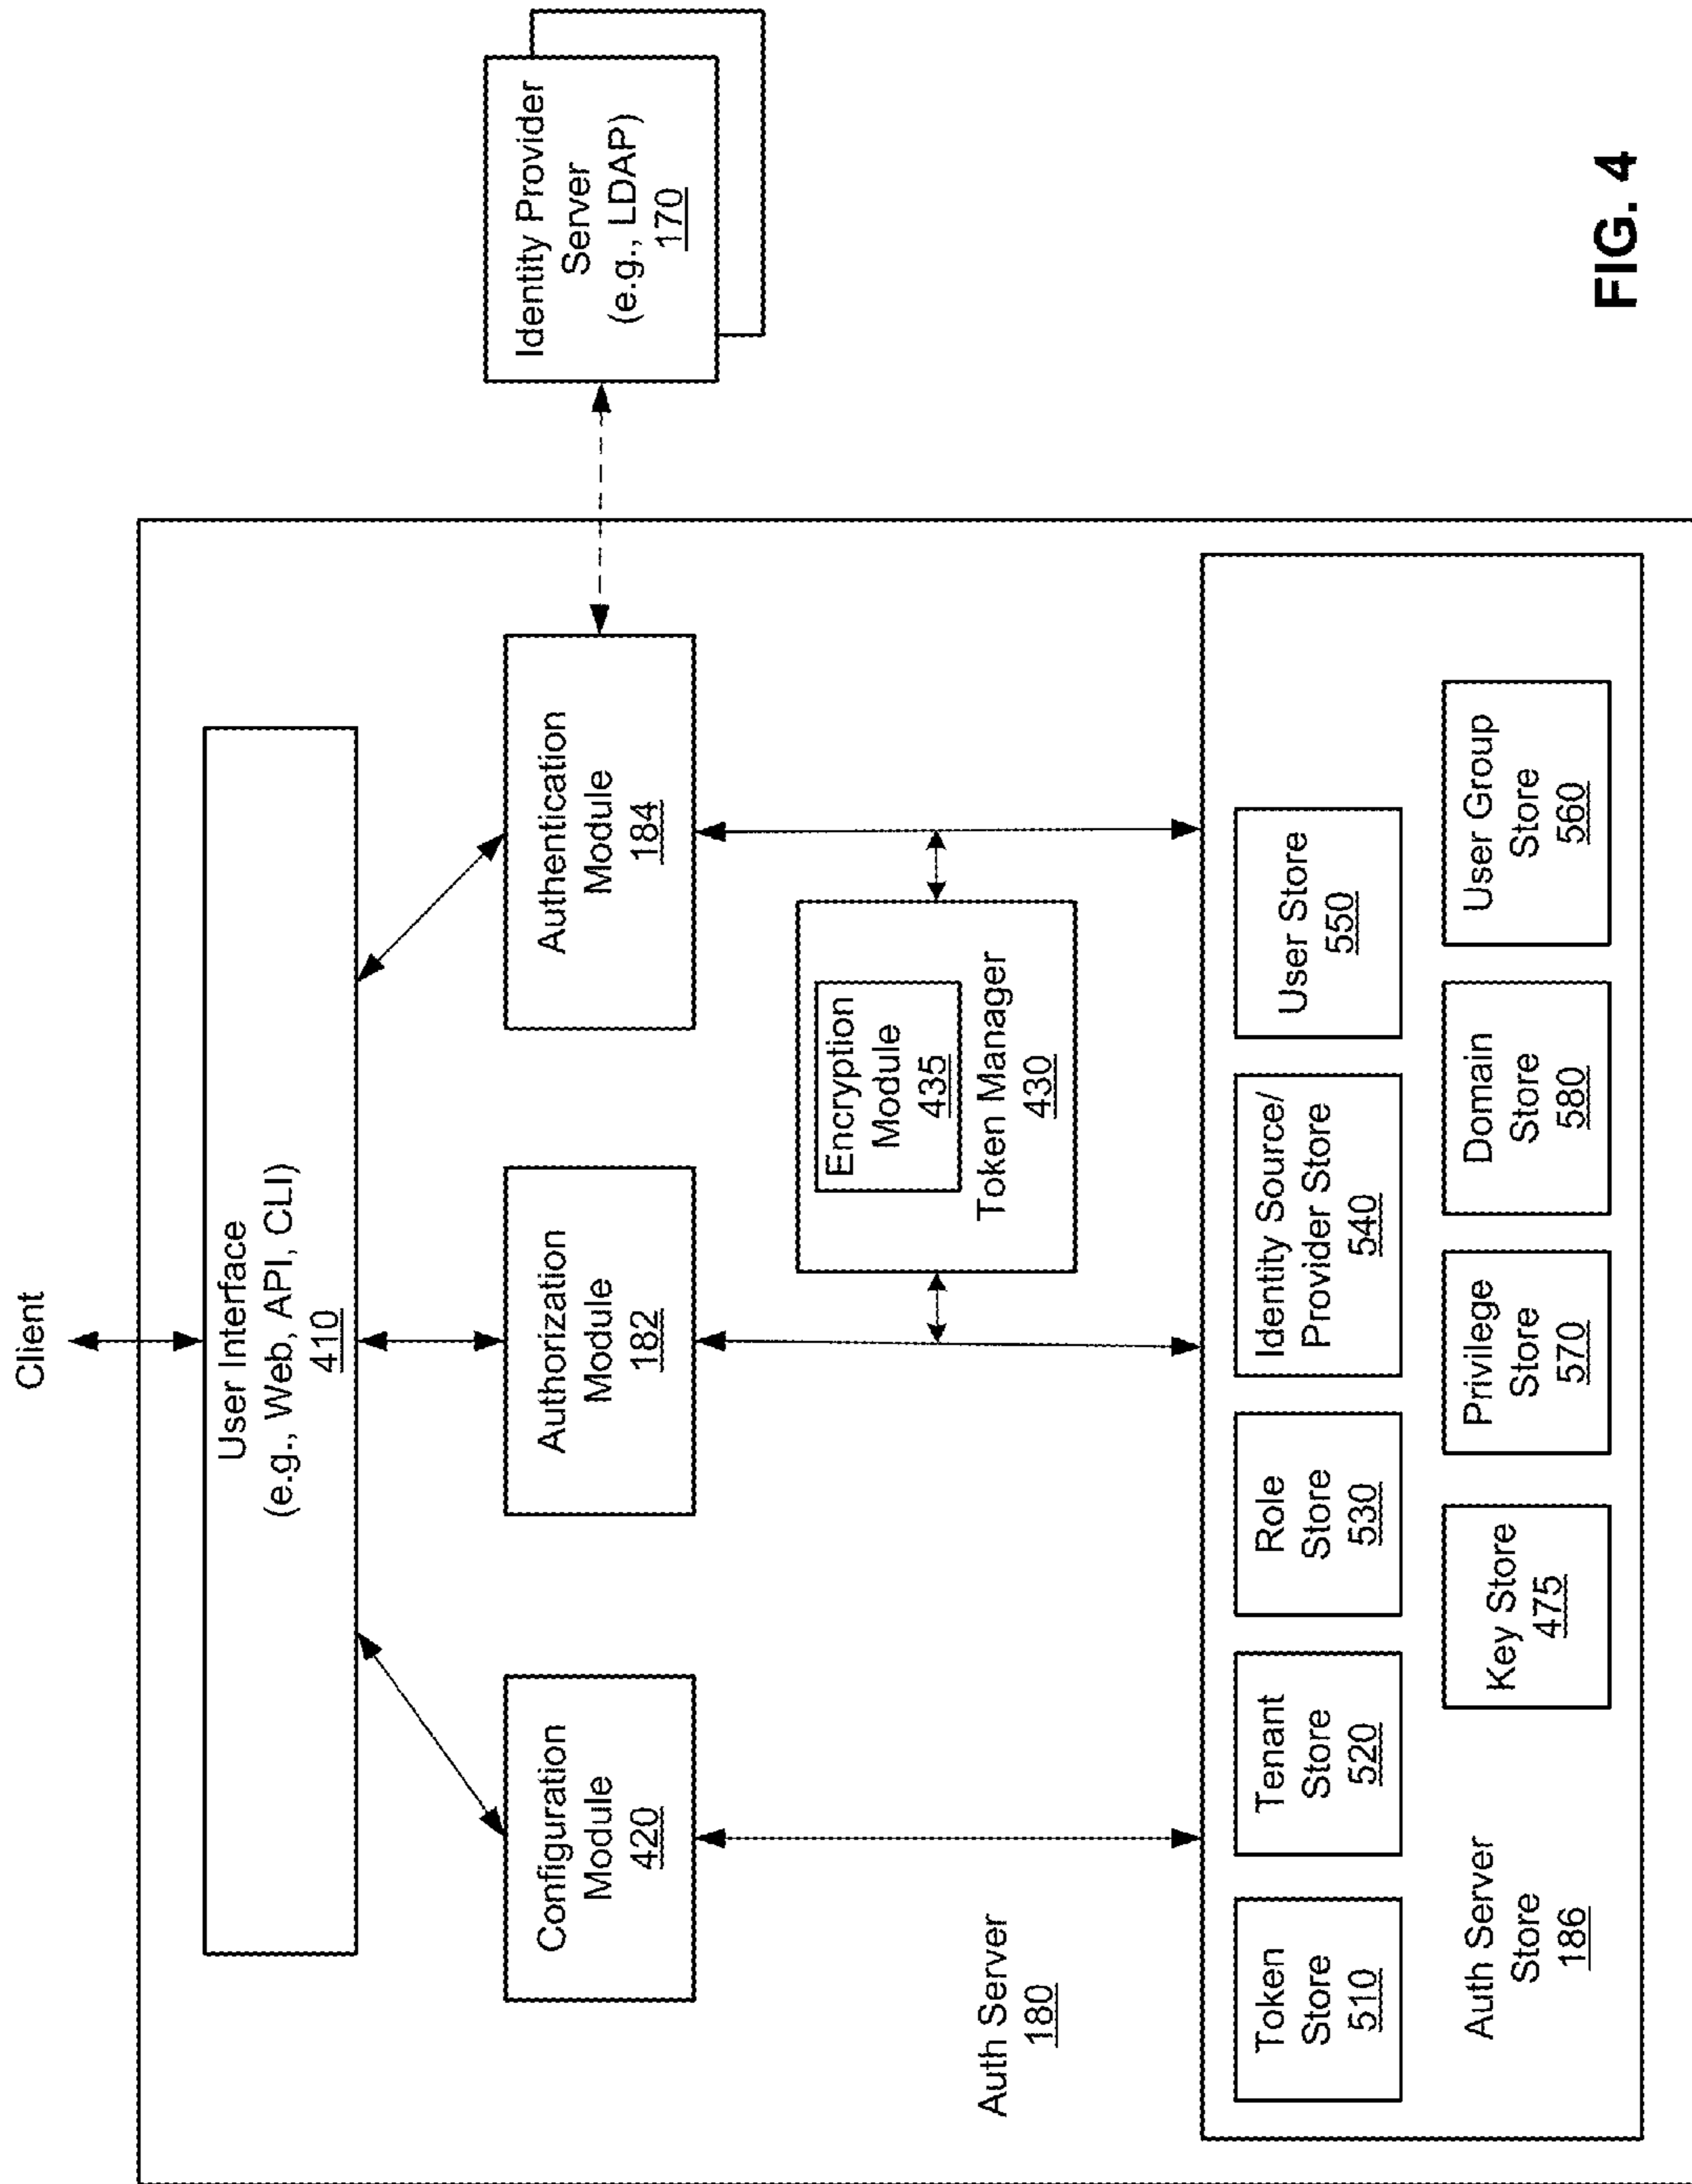 Client
User Interface
(e.g., Web, API, CLI)
410
Configuration
Module
420
Authorization
Module
182
Authentication
Module
184
Identity Provider
Server
(e.g., LDAP)
170
Encryption
Module
435
Token Manager
430
Auth Server
180
Token
Store
510
Tenant
Store
520
Role
Store
530
Identity Source/
Provider Store
540
User Store
550
Auth Server
Store
186
Key Store
475
Privilege
Store
570
Domain
Store
580
User Group
Store
560
FIG. 4